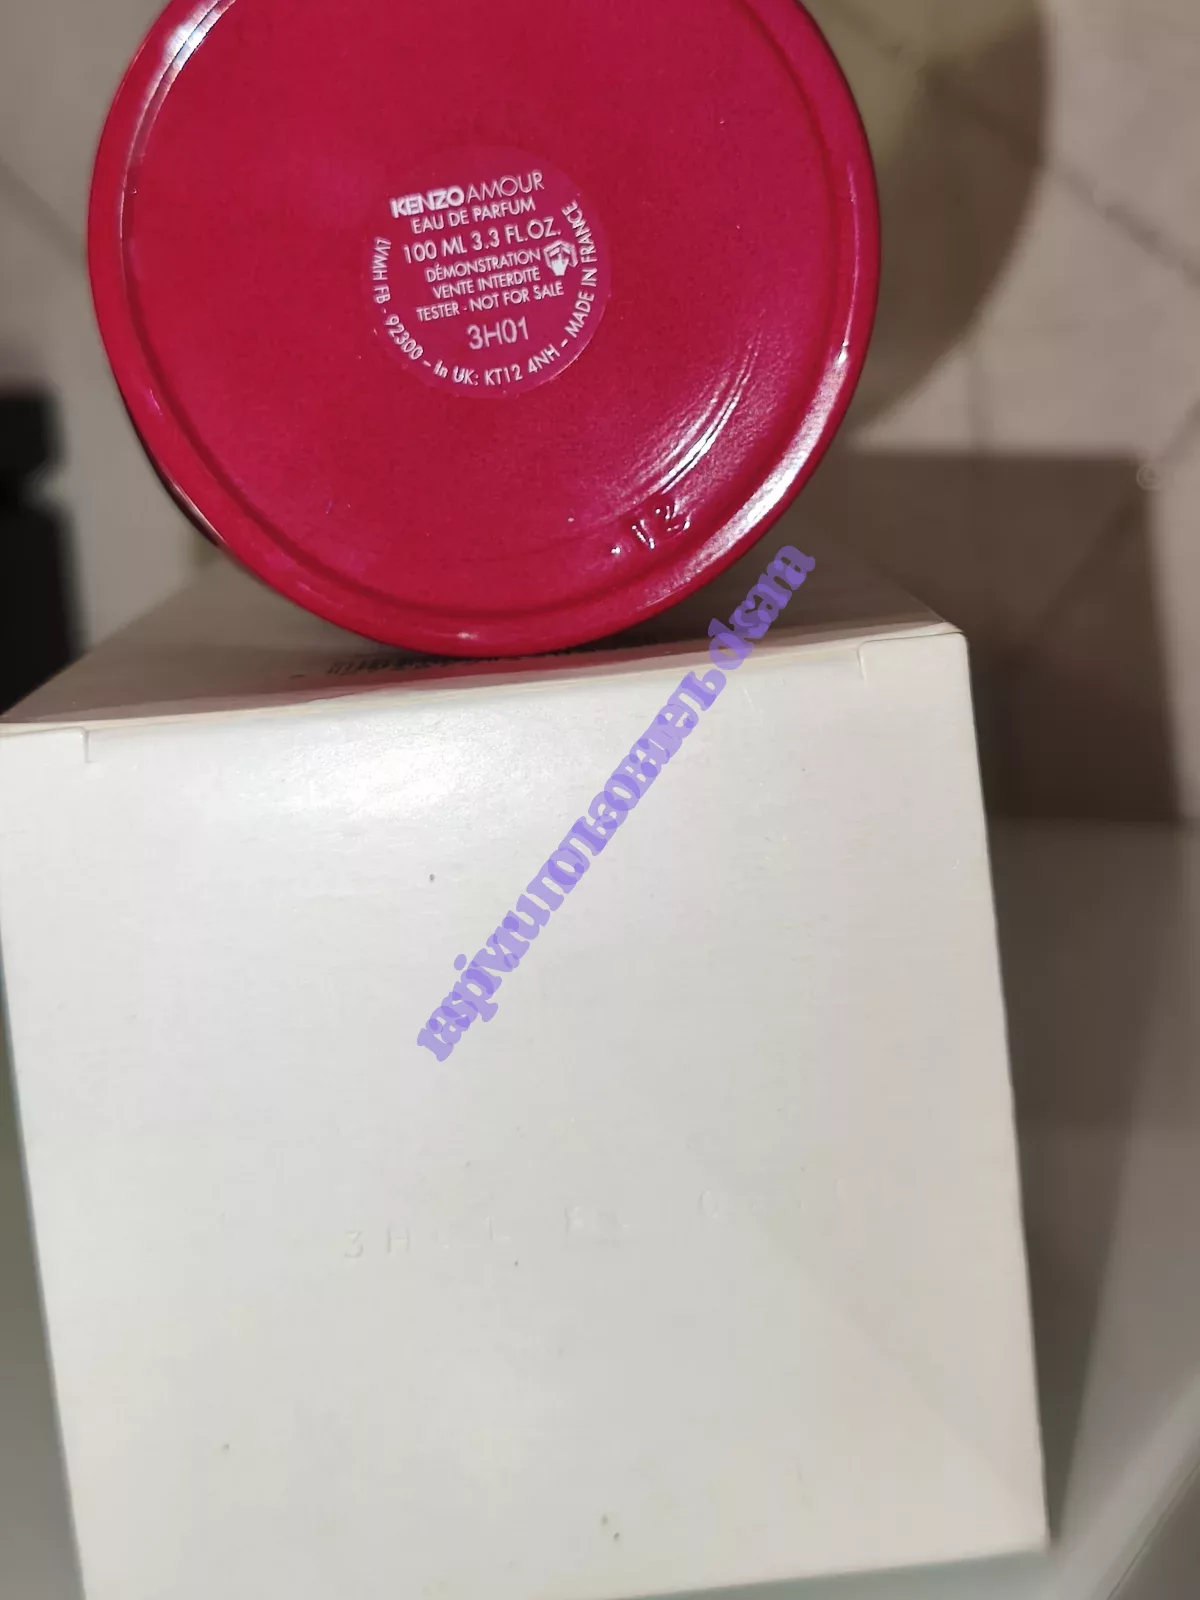 KENZO AMOUR
EAU DE PARFUM
100 ML 3.3 FL.OZ.
DÉMONSTRATION
VENTE INTERDITE
TESTER - NOT FOR SALE
3H01
LVMH FB - 92300 - In UK: KT12 4NH - MADE IN FRANCE
.12
3H01